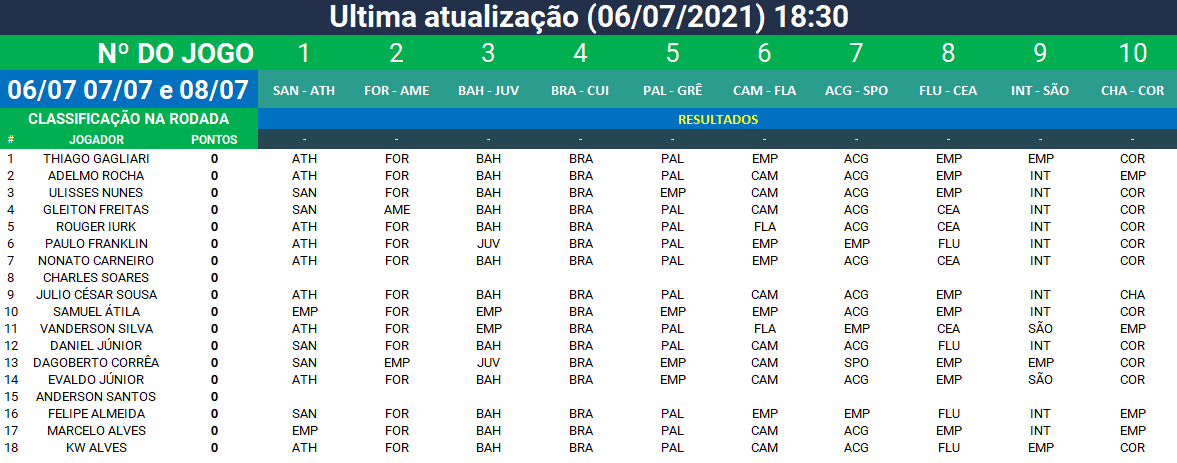 Ultima atualização (06/07/2021) 18:30
Nº DO JOGO 1 2 3 4 5 6 7 8 9 10
06/07 07/07 e 08/07 SAN - ATH FOR - AME BAH - JUV BRA - CUI PAL - GRÊ CAM - FLA ACG - SPO FLU - CEA INT - SÃO CHA - COR
CLASSIFICAÇÃO NA RODADA RESULTADOS
# JOGADOR PONTOS - - - - - - - - - -
1 THIAGO GAGLIARI 0 ATH FOR BAH BRA PAL EMP ACG EMP EMP COR
2 ADELMO ROCHA 0 ATH FOR BAH BRA PAL CAM ACG EMP INT EMP
3 ULISSES NUNES 0 SAN FOR BAH BRA EMP CAM ACG EMP INT COR
4 GLEITON FREITAS 0 SAN AME BAH BRA PAL CAM ACG CEA INT COR
5 ROUGER IURK 0 ATH FOR BAH BRA PAL FLA ACG CEA INT COR
6 PAULO FRANKLIN 0 ATH FOR JUV BRA PAL EMP EMP FLU INT COR
7 NONATO CARNEIRO 0 ATH FOR BAH BRA PAL EMP ACG CEA INT COR
8 CHARLES SOARES 0
9 JULIO CÉSAR SOUSA 0 ATH FOR BAH BRA PAL CAM ACG EMP INT CHA
10 SAMUEL ÁTILA 0 EMP FOR EMP BRA EMP EMP ACG EMP INT COR
11 VANDERSON SILVA 0 ATH FOR EMP BRA PAL FLA EMP CEA SÃO EMP
12 DANIEL JÚNIOR 0 SAN FOR BAH BRA PAL CAM ACG FLU INT COR
13 DAGOBERTO CORRÊA 0 SAN EMP JUV BRA EMP CAM SPO EMP EMP COR
14 EVALDO JÚNIOR 0 ATH FOR BAH BRA EMP CAM ACG EMP SÃO COR
15 ANDERSON SANTOS 0
16 FELIPE ALMEIDA 0 SAN FOR BAH BRA PAL EMP EMP FLU INT EMP
17 MARCELO ALVES 0 EMP FOR BAH BRA PAL CAM ACG EMP INT EMP
18 KW ALVES 0 ATH FOR BAH BRA PAL CAM ACG FLU EMP COR